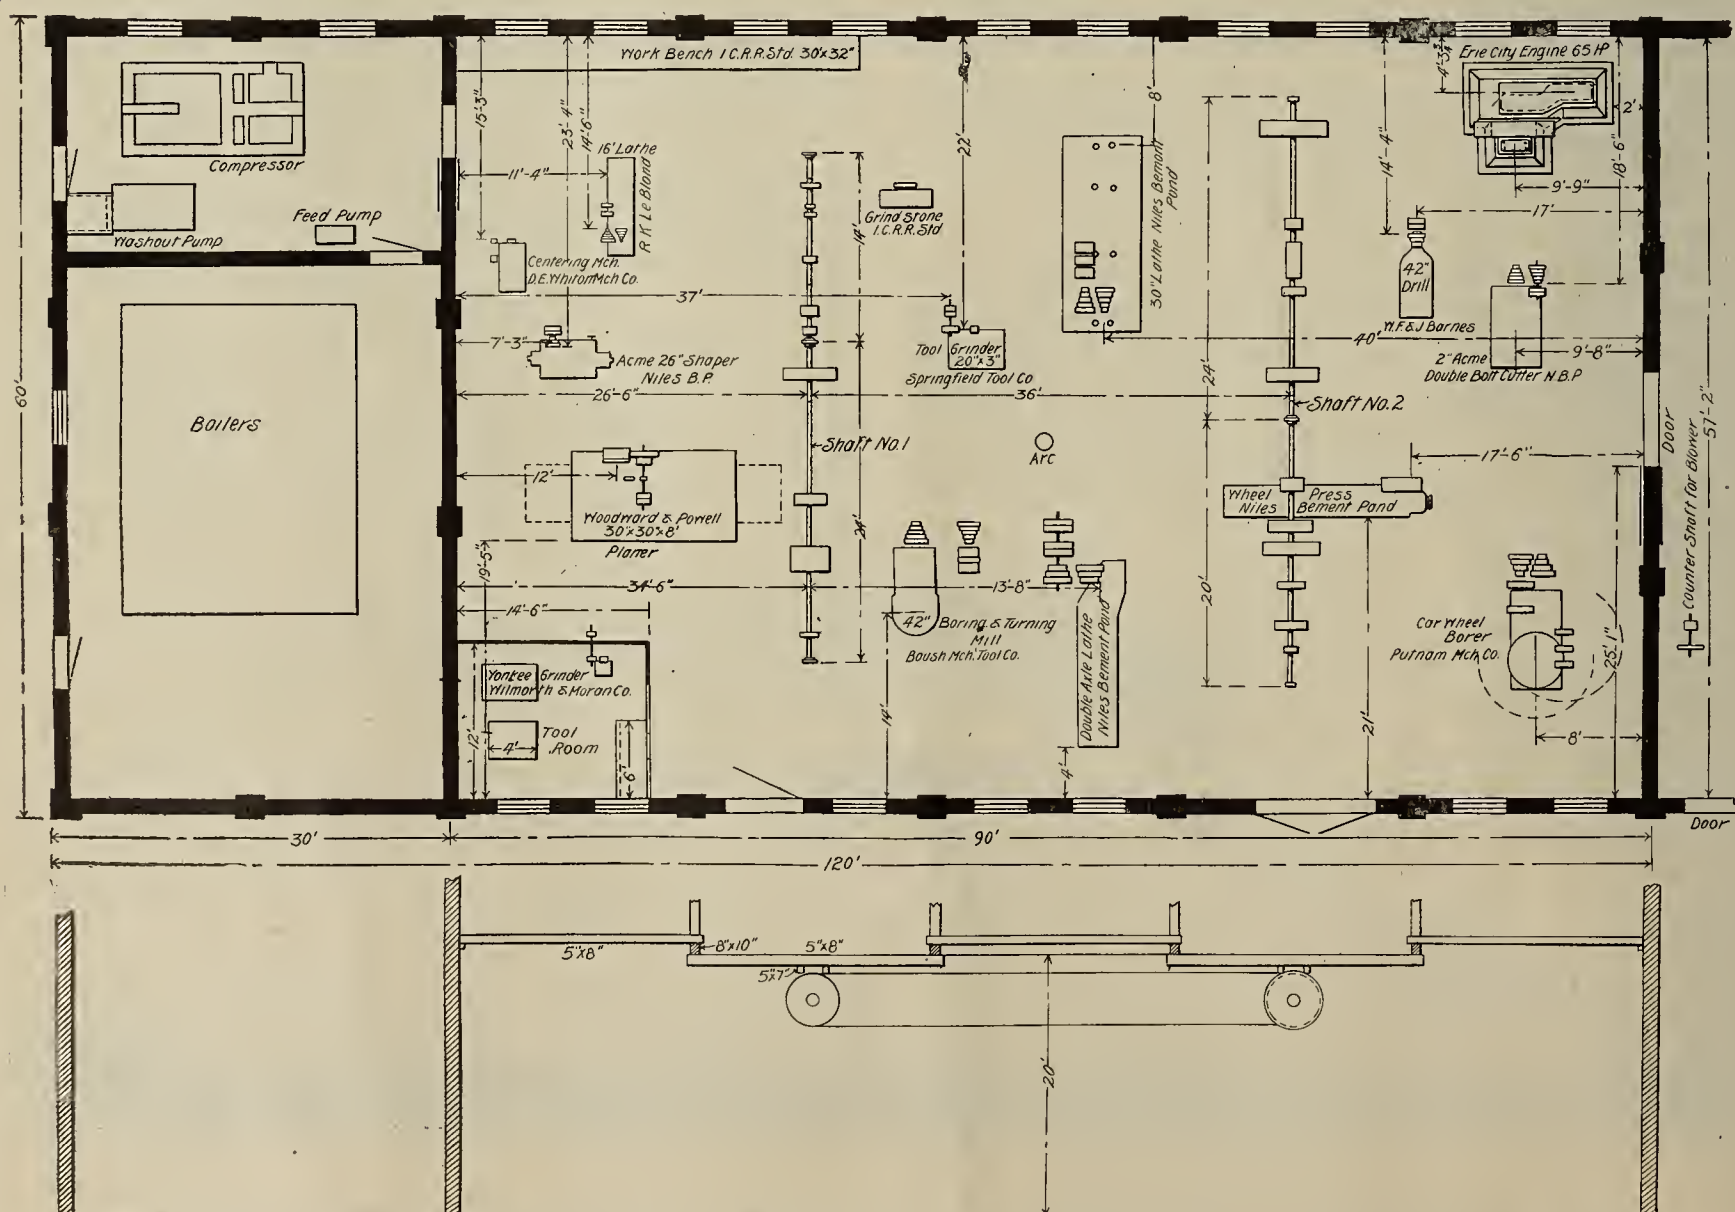 Work Bench I.C.R.R.Std. 30"x32"
Erie City Engine 65 HP
4'-3¾"
2'
15'-3"
23'-4"
14'-6"
22'
8'
14'-4"
18'-6"
Compressor
16" Lathe
R K Le Blond
11'-4"
Grind Stone
I.C.R.R. Std
14'
30" Lathe Niles Bemont
Pond
9'-9"
17'
Feed Pump
Washout Pump
Centering Mch.
D.E. Whiton Mch Co.
42"
Drill
W.F.&J Barnes
37'
7'-3"
Acme 26" Shaper
Niles B.P.
Tool Grinder
20"x3"
Springfield Tool Co
40'
2" Acme
Double Bolt Cutter N.B.P
9'-8"
24'
26'-6"
36'
Shaft No. 2
60'
Boilers
Shaft No. 1
Arc
17'-6"
Door
Counter Shaft for Blower
57'-2"
12'
Woodward & Powell
30"x30"x8'
Planer
24'
Wheel Press
Niles Bement Pond
19'-5"
34'-6"
13'-8"
20'
14'-6"
42" Boring & Turning
Mill
Baush Mch. Tool Co.
Double Axle Lathe
Niles Bement Pond
Car Wheel
Borer
Putnam Mch Co.
25'-1"
Yankee Grinder
Wilmorth & Moran Co.
12'
4'
Tool
Room
6'
14'
4'
21'
8'
Door
30'
90'
120'
5"x8"
8"x10"
5"x8"
5"x7"
20'